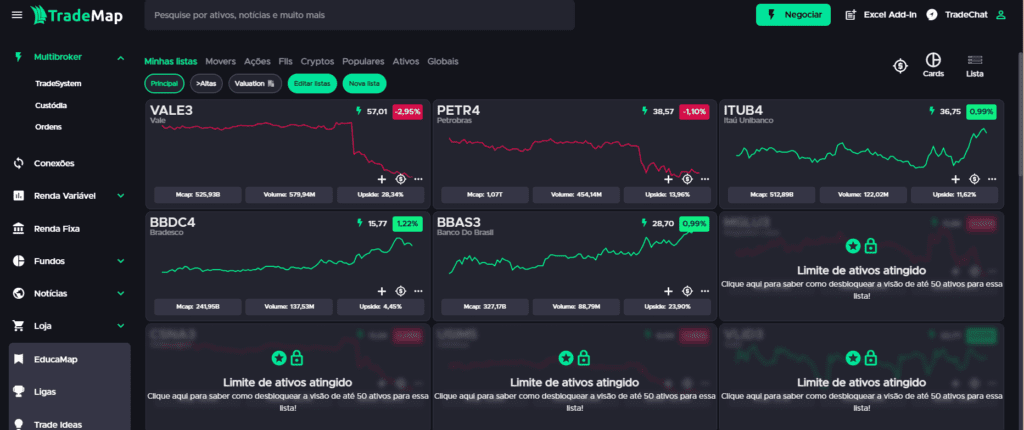 TradeMap
Pesquise por ativos, notícias e muito mais
Negociar
Excel Add-In
TradeChat
Multibroker
TradeSystem
Custódia
Ordens
Conexões
Renda Variável
Renda Fixa
Fundos
Notícias
Loja
EducaMap
Ligas
Trade Ideas
Minhas listas Movers Ações FIIs Cryptos Populares Ativos Globais
Cards
Lista
Principal >Altas Valuation Editar listas Nova lista
VALE3 57,01 -2,95%
Vale
Mcap: 525,93B Volume: 579,94M Upside: 28,34%
PETR4 38,57 -1,10%
Petrobras
Mcap: 1,07T Volume: 454,14M Upside: 13,96%
ITUB4 36,75 0,99%
Itaú Unibanco
Mcap: 512,89B Volume: 122,02M Upside: 11,62%
BBDC4 15,77 1,22%
Bradesco
Mcap: 241,95B Volume: 137,53M Upside: 4,45%
BBAS3 28,70 0,99%
Banco Do Brasil
Mcap: 327,17B Volume: 88,79M Upside: 23,90%
MGLU3
Limite de ativos atingido
Clique aqui para saber como desbloquear a visão de até 50 ativos para essa
lista!
CSNA3
Limite de ativos atingido
Clique aqui para saber como desbloquear a visão de até 50 ativos para essa
lista!
USIM5
Limite de ativos atingido
Clique aqui para saber como desbloquear a visão de até 50 ativos para essa
lista!
VLID3
Limite de ativos atingido
Clique aqui para saber como desbloquear a visão de até 50 ativos para essa
lista!